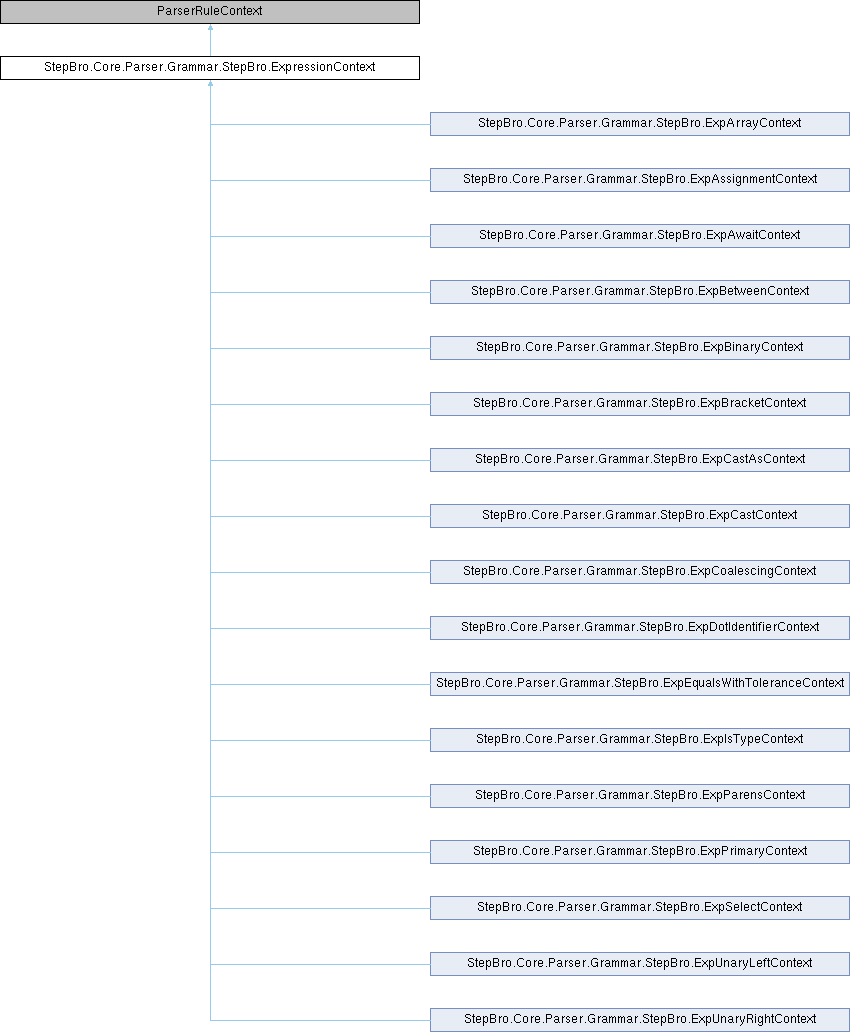 ParserRuleContext
StepBro.Core.Parser.Grammar.StepBro.ExpressionContext
StepBro.Core.Parser.Grammar.StepBro.ExpArrayContext
StepBro.Core.Parser.Grammar.StepBro.ExpAssignmentContext
StepBro.Core.Parser.Grammar.StepBro.ExpAwaitContext
StepBro.Core.Parser.Grammar.StepBro.ExpBetweenContext
StepBro.Core.Parser.Grammar.StepBro.ExpBinaryContext
StepBro.Core.Parser.Grammar.StepBro.ExpBracketContext
StepBro.Core.Parser.Grammar.StepBro.ExpCastAsContext
StepBro.Core.Parser.Grammar.StepBro.ExpCastContext
StepBro.Core.Parser.Grammar.StepBro.ExpCoalescingContext
StepBro.Core.Parser.Grammar.StepBro.ExpDotIdentifierContext
StepBro.Core.Parser.Grammar.StepBro.ExpEqualsWithToleranceContext
StepBro.Core.Parser.Grammar.StepBro.ExpIsTypeContext
StepBro.Core.Parser.Grammar.StepBro.ExpParensContext
StepBro.Core.Parser.Grammar.StepBro.ExpPrimaryContext
StepBro.Core.Parser.Grammar.StepBro.ExpSelectContext
StepBro.Core.Parser.Grammar.StepBro.ExpUnaryLeftContext
StepBro.Core.Parser.Grammar.StepBro.ExpUnaryRightContext